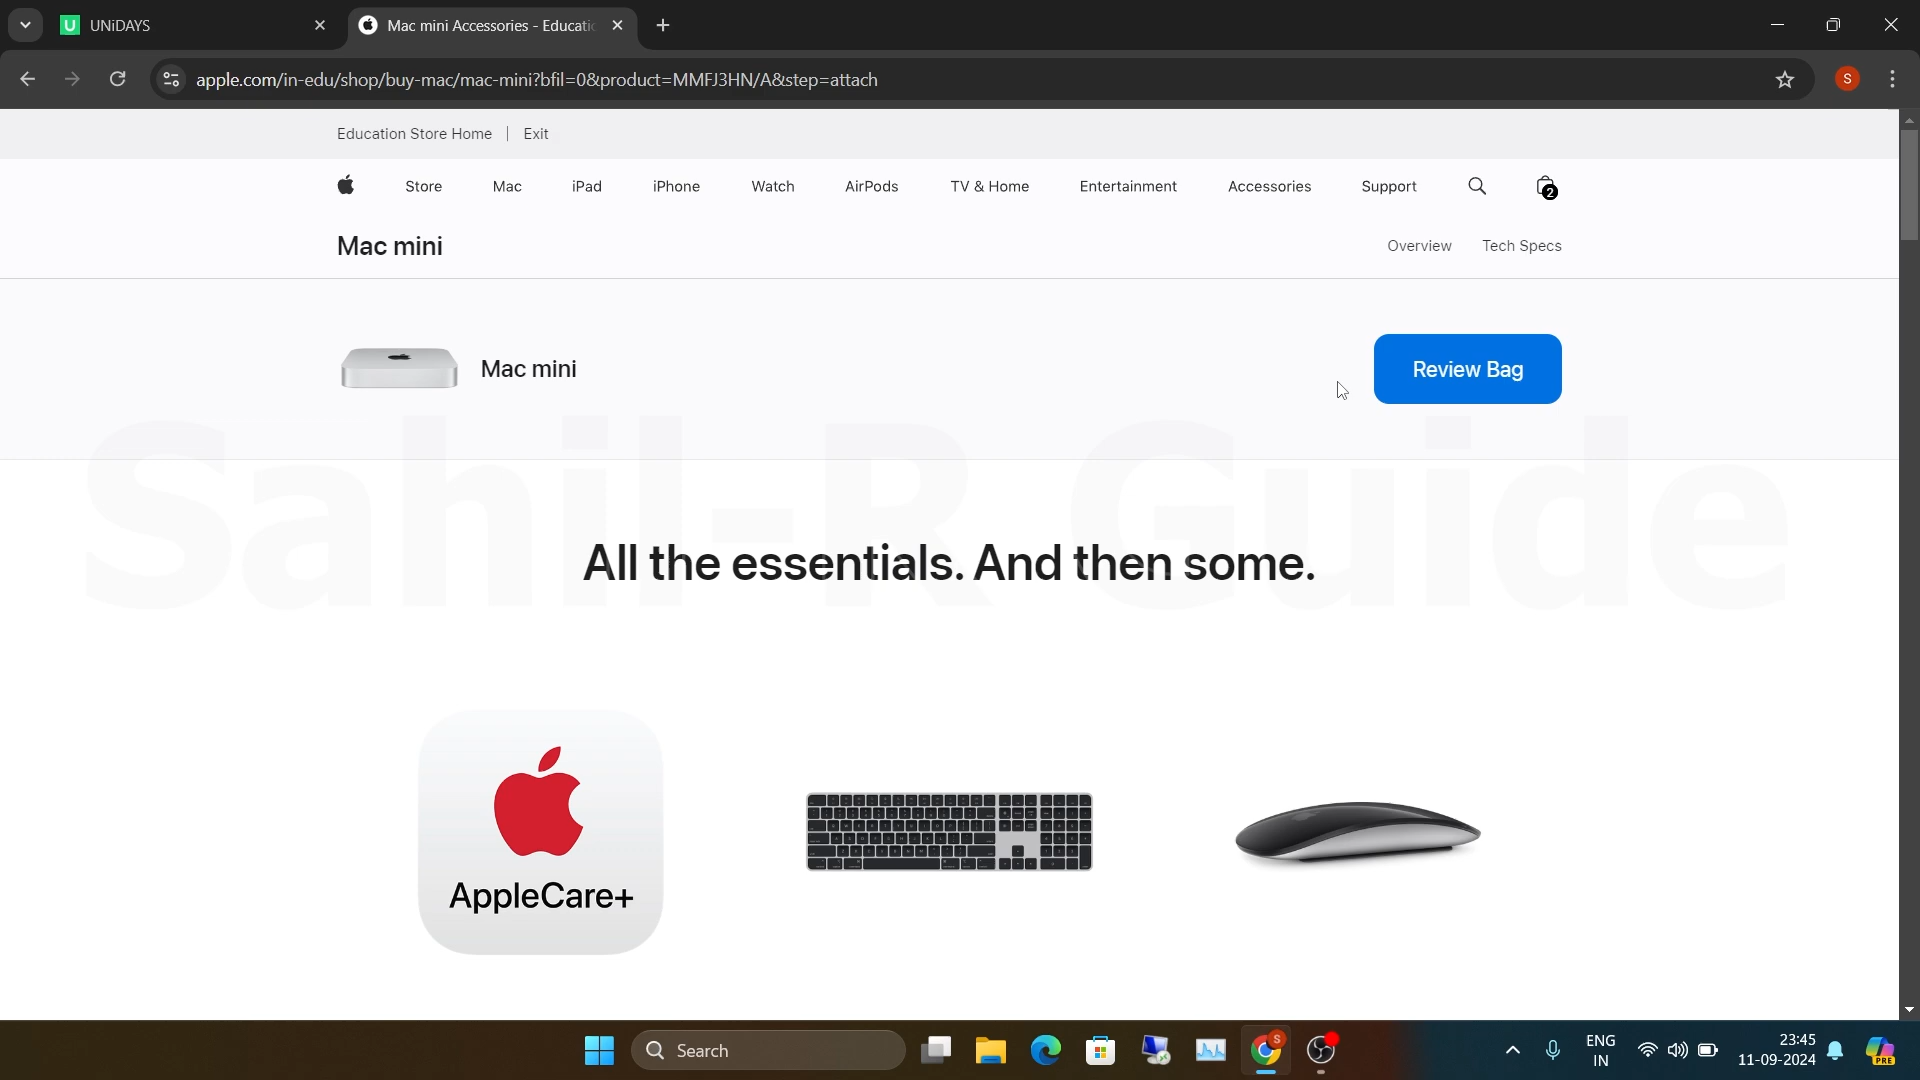 UNiDAYS
Mac mini Accessories - Educatic
apple.com/in-edu/shop/buy-mac/mac-mini?bfil=0&product=MMFJ3HN/A&step=attach
S
Education Store Home | Exit
Store Mac iPad iPhone Watch AirPods TV & Home Entertainment Accessories Support 2
Mac mini Overview Tech Specs
Mac mini Review Bag
Sahil-R Guide
All the essentials. And then some.
AppleCare+
Search
ENG
IN
23:45
11-09-2024
PRE